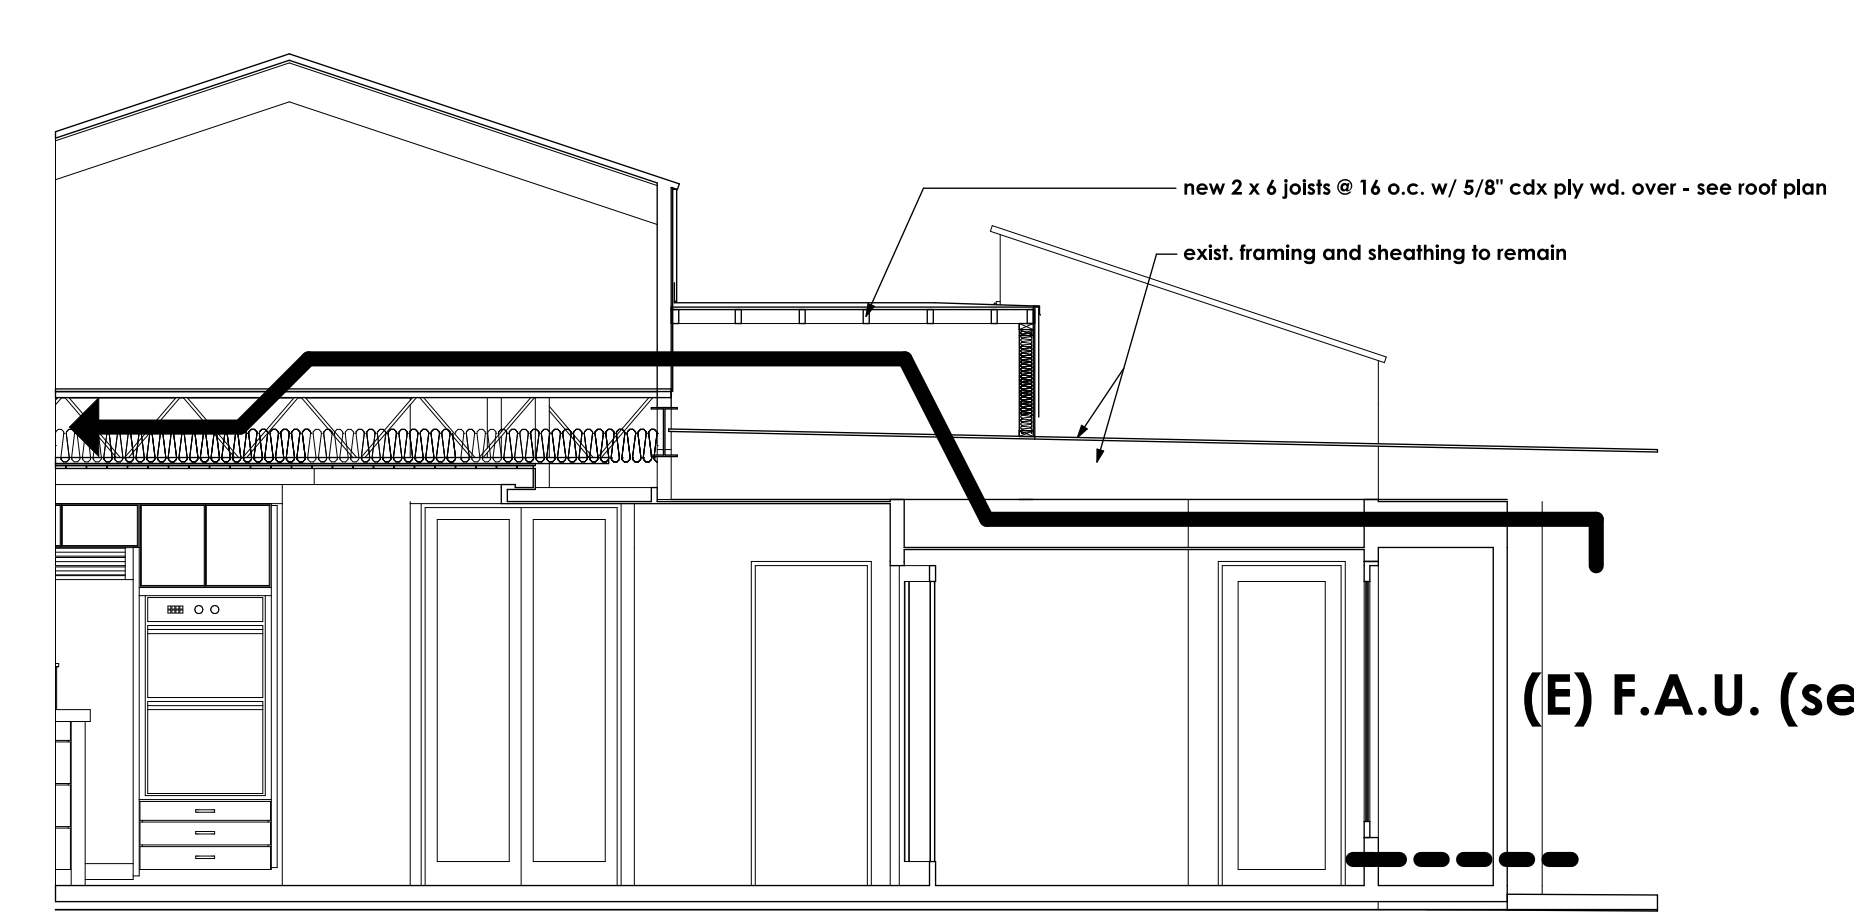 new 2 x 6 joists @ 16 o.c. w/ 5/8" cdx ply wd. over - see roof plan
exist. framing and sheathing to remain
(E) F.A.U. (se